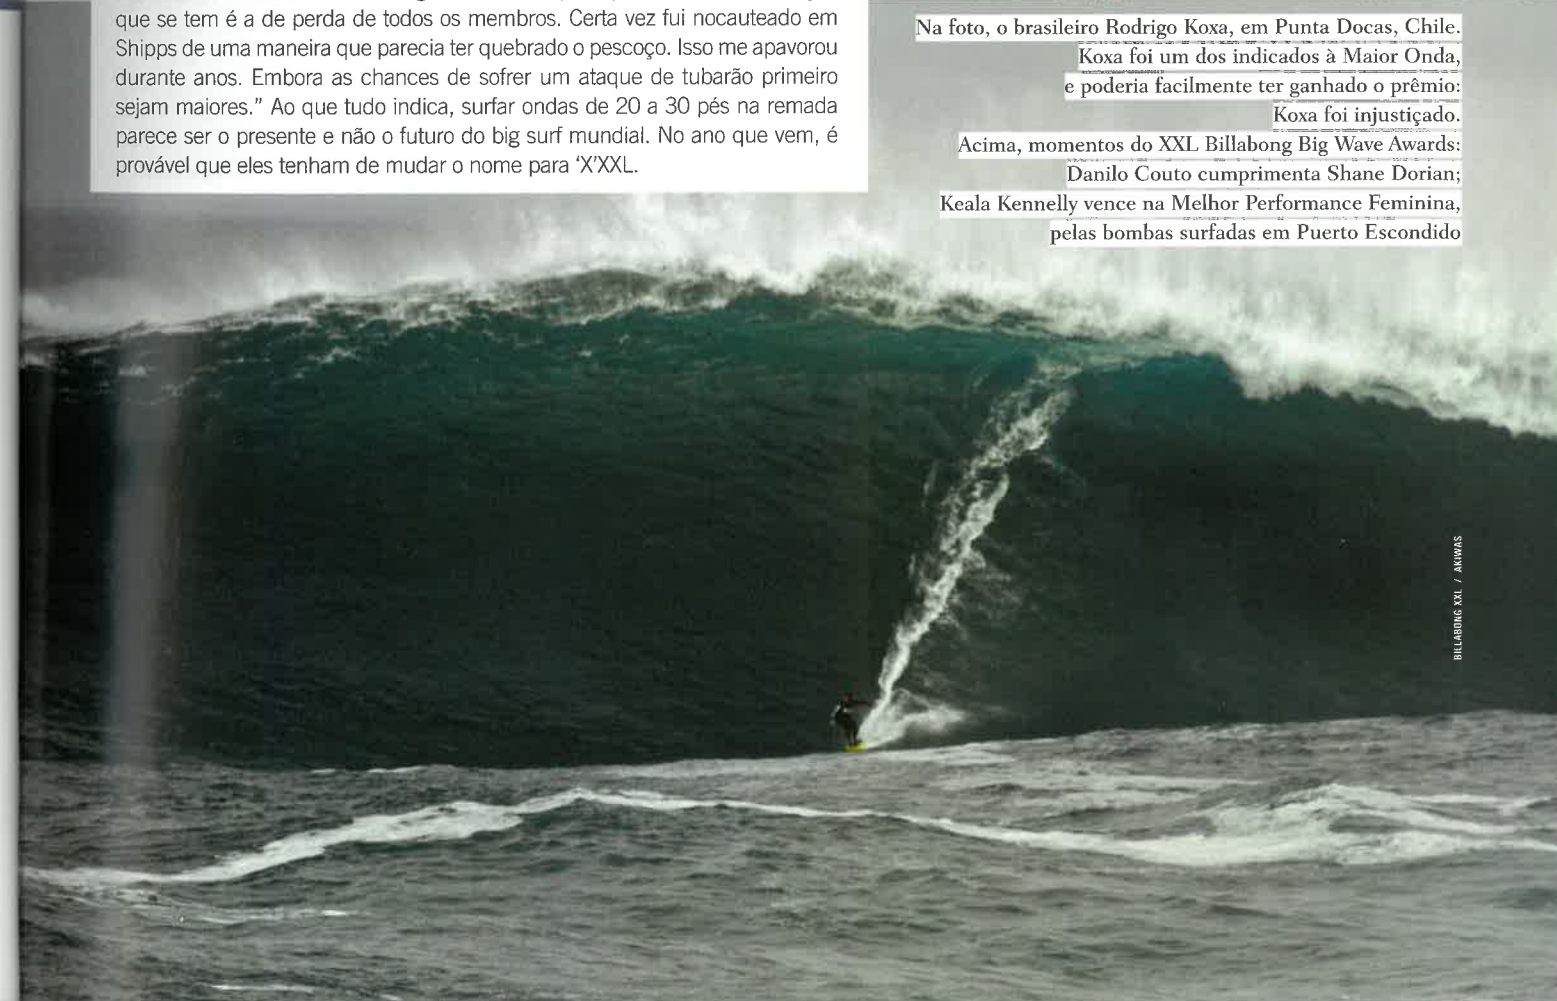 que se tem é a de perda de todos os membros. Certa vez fui nocauteado em
Shipps de uma maneira que parecia ter quebrado o pescoço. Isso me apavorou
durante anos. Embora as chances de sofrer um ataque de tubarão primeiro
sejam maiores.” Ao que tudo indica, surfar ondas de 20 a 30 pés na remada
parece ser o presente e não o futuro do big surf mundial. No ano que vem, é
provável que eles tenham de mudar o nome para ‘X’XXL.
Na foto, o brasileiro Rodrigo Koxa, em Punta Docas, Chile.
Koxa foi um dos indicados à Maior Onda,
e poderia facilmente ter ganhado o prêmio:
Koxa foi injustiçado.
Acima, momentos do XXL Billabong Big Wave Awards:
Danilo Couto cumprimenta Shane Dorian;
Keala Kennelly vence na Melhor Performance Feminina,
pelas bombas surfadas em Puerto Escondido
BILLABONG XXL / AKIWAS